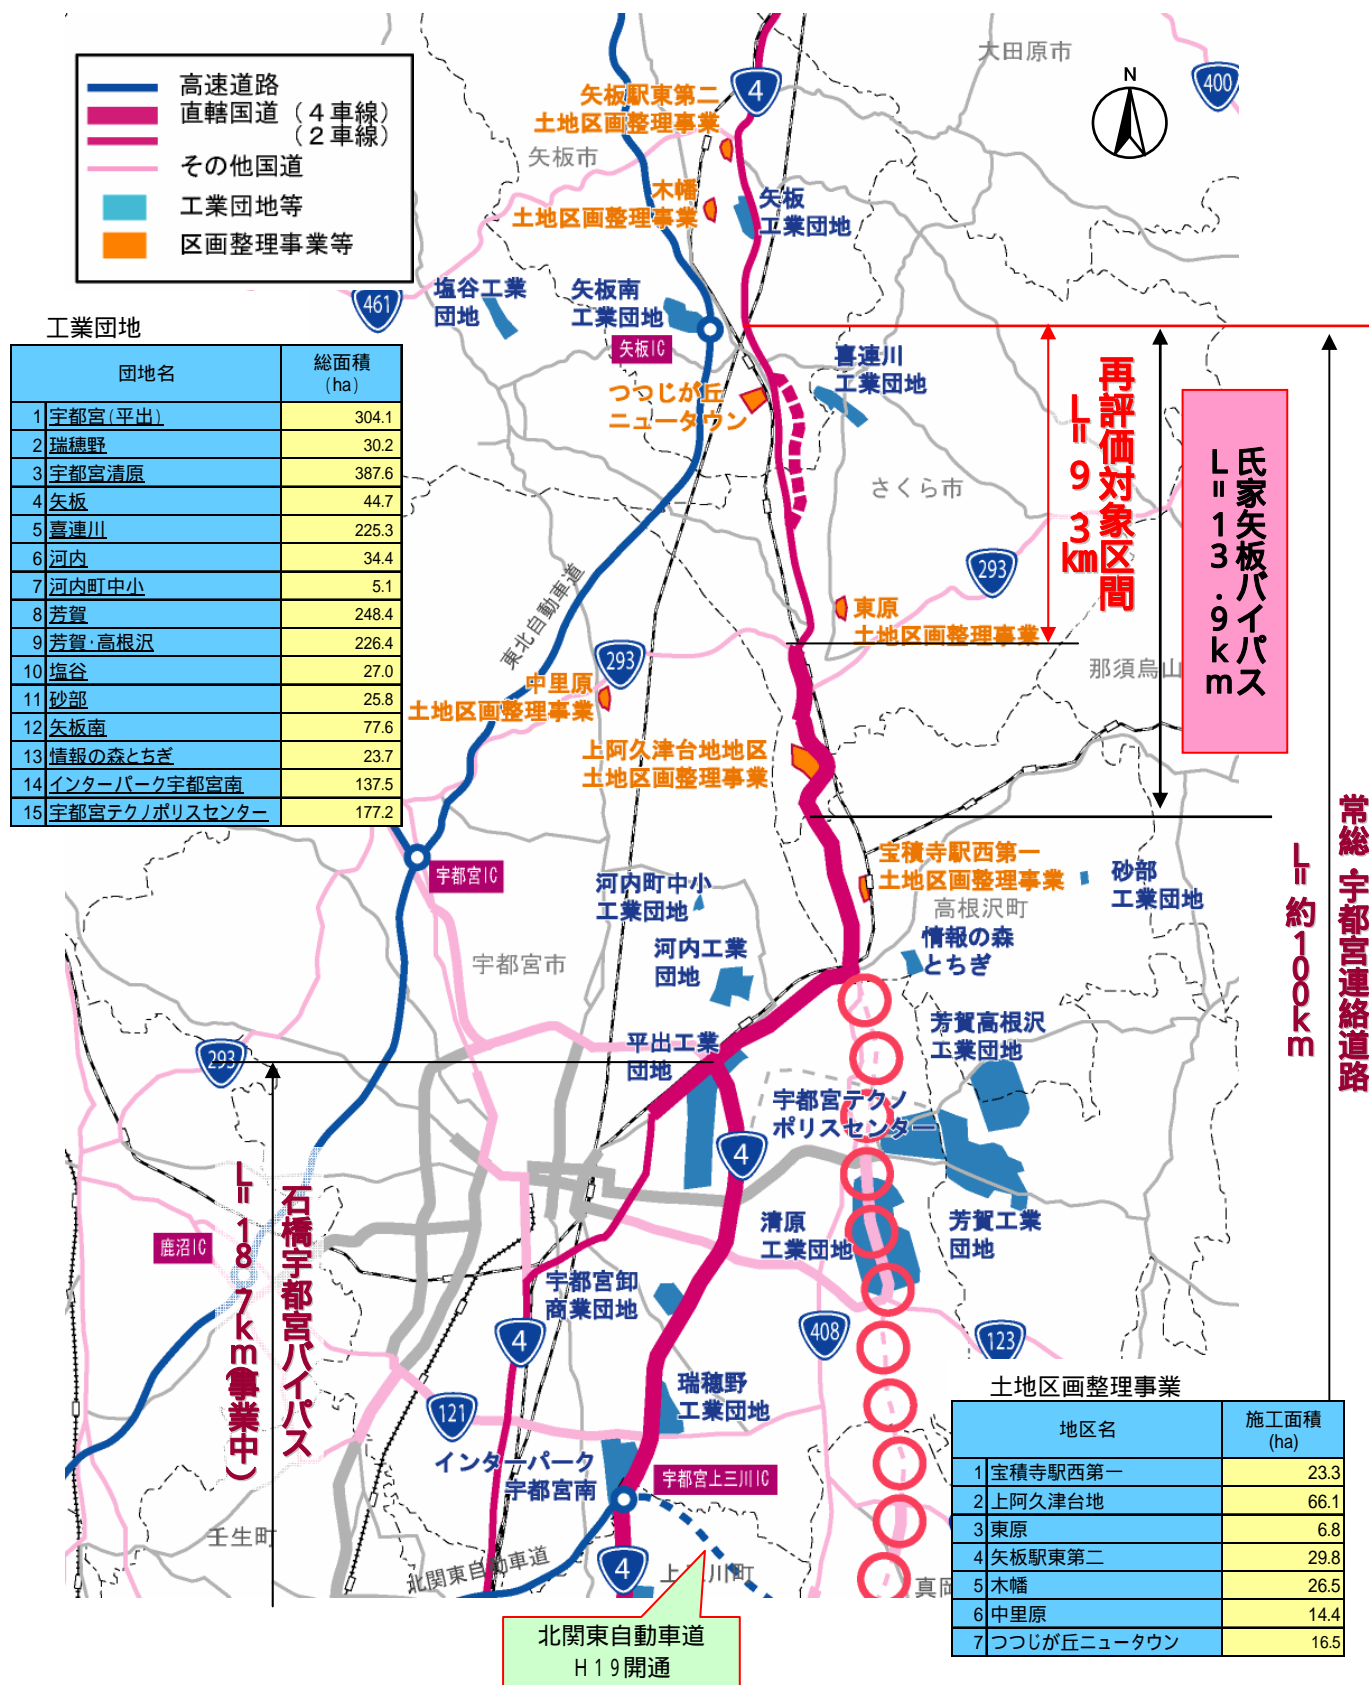 高速道路
直轄国道（４車線）
（２車線）
その他国道
工業団地等
区画整理事業等
N
大田原市
400
4
矢板駅東第二
土地区画整理事業
矢板市
木幡
土地区画整理事業
矢板
工業団地
461
塩谷工業
団地
矢板南
工業団地
矢板IC
喜連川
工業団地
つつじが丘
ニュータウン
さくら市
再評価対象区間
L=9.3km
氏家矢板バイパス
L=13.9km
常総・宇都宮連絡道路
L=約100km
工業団地
団地名 総面積
(ha)
1 宇都宮(平出) 304.1
2 瑞穂野 30.2
3 宇都宮清原 387.6
4 矢板 44.7
5 喜連川 225.3
6 河内 34.4
7 河内町中小 5.1
8 芳賀 248.4
9 芳賀･高根沢 226.4
10 塩谷 27.0
11 砂部 25.8
12 矢板南 77.6
13 情報の森とちぎ 23.7
14 インターパーク宇都宮南 137.5
15 宇都宮テクノポリスセンター 177.2
東北自動車道
293
東原
土地区画整理事業
293
那須烏山
中里原
土地区画整理事業
上阿久津台地地区
土地区画整理事業
宇都宮IC
宝積寺駅西第一
土地区画整理事業
砂部
工業団地
高根沢町
河内町中小
工業団地
情報の森
とちぎ
河内工業
団地
宇都宮市
芳賀高根沢
工業団地
平出工業
団地
293
宇都宮テクノ
ポリスセンター
4
石橋宇都宮バイパス
L=18.7km(事業中)
鹿沼IC
清原
工業団地
芳賀工業
団地
宇都宮卸
商業団地
4
408
123
瑞穂野
工業団地
121
インターパーク
宇都宮南
宇都宮上三川IC
壬生町
北関東自動車道
4
上三川町
真岡
北関東自動車道
H19開通
土地区画整理事業
地区名 施工面積
(ha)
1 宝積寺駅西第一 23.3
2 上阿久津台地 66.1
3 東原 6.8
4 矢板駅東第二 29.8
5 木幡 26.5
6 中里原 14.4
7 つつじが丘ニュータウン 16.5